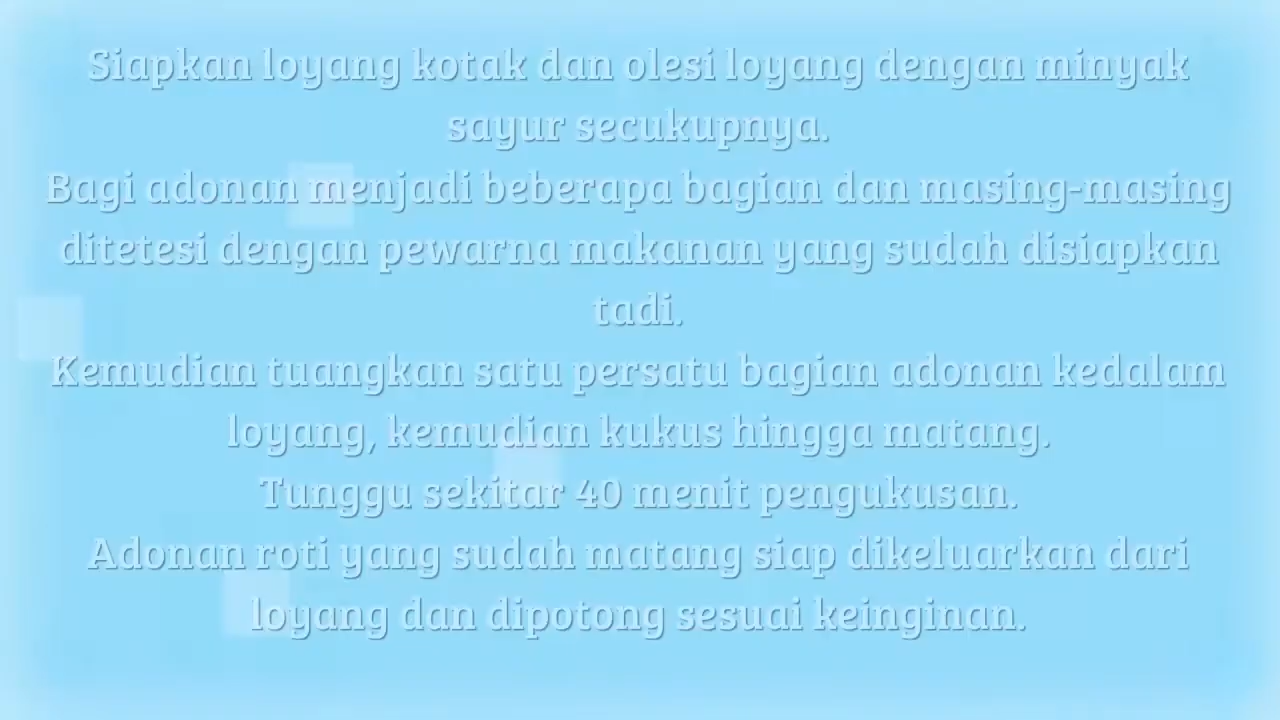 Siapkan loyang kotak dan olesi loyang dengan minyak
sayur secukupnya.
Bagi adonan menjadi beberapa bagian dan masing-masing
ditetesi dengan pewarna makanan yang sudah disiapkan
tadi.
Kemudian tuangkan satu persatu bagian adonan kedalam
loyang, kemudian kukus hingga matang.
Tunggu sekitar 40 menit pengukusan.
Adonan roti yang sudah matang siap dikeluarkan dari
loyang dan dipotong sesuai keinginan.